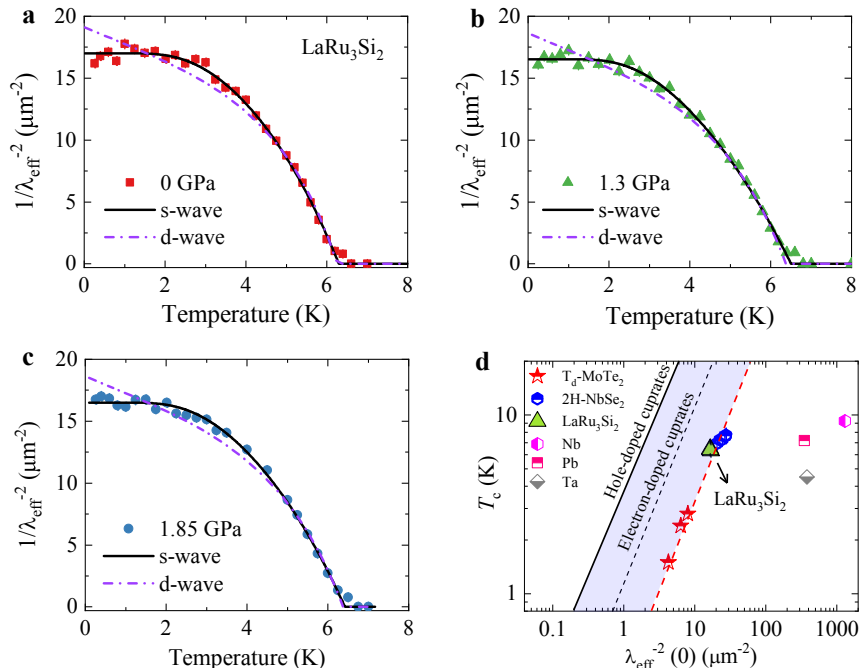 a
LaRu₃Si₂
0 GPa
s-wave
d-wave
20
15
10
5
0
1/λeff⁻² (μm⁻²)
0 2 4 6 8
Temperature (K)
b
1.3 GPa
s-wave
d-wave
20
15
10
5
0
1/λeff⁻² (μm⁻²)
0 2 4 6 8
Temperature (K)
c
1.85 GPa
s-wave
d-wave
20
15
10
5
0
1/λeff⁻² (μm⁻²)
0 2 4 6 8
Temperature (K)
d
T_d-MoTe₂
2H-NbSe₂
LaRu₃Si₂
Nb
Pb
Ta
Hole-doped cuprates
Electron-doped cuprates
LaRu₃Si₂
10
1
T_c (K)
0.1 1 10 100 1000
λeff⁻² (0) (μm⁻²)